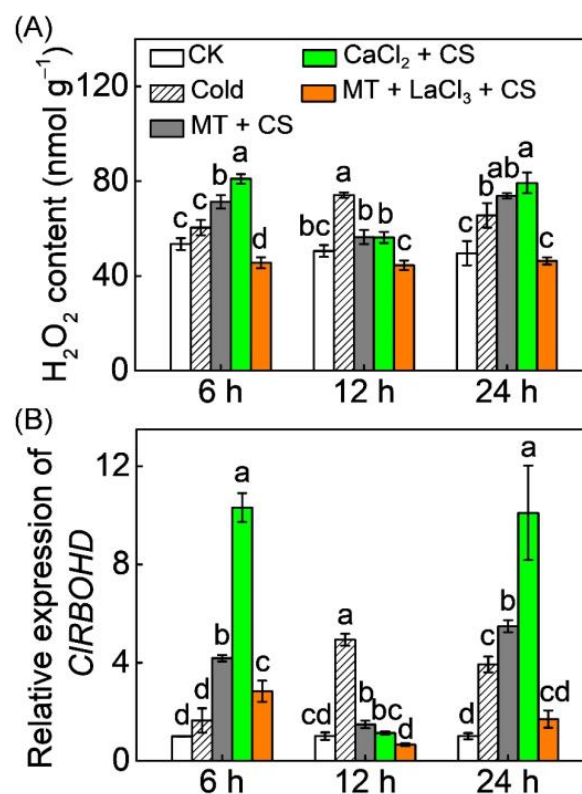 (A)
CK
CaCl₂ + CS
Cold
MT + LaCl₃ + CS
MT + CS
H₂O₂ content (nmol g⁻¹)
120
80
40
0
c c b a d
bc a b b c
c b ab a c
6 h 12 h 24 h
(B)
Relative expression of
ClRBOHD
12
8
4
0
d d b a c
cd a b bc d
d c b a cd
6 h 12 h 24 h